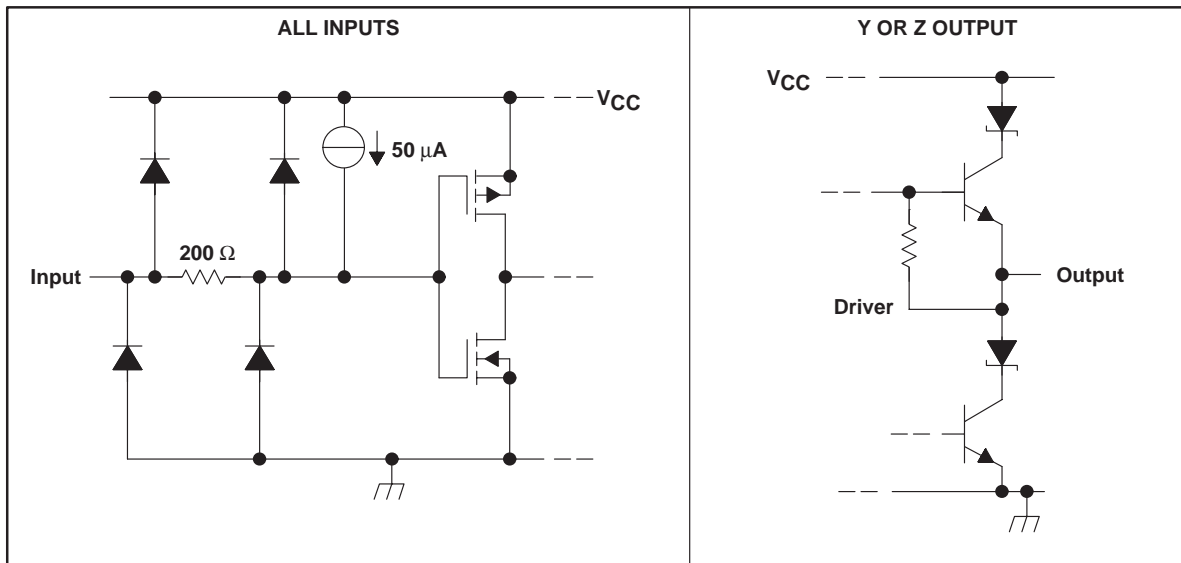 ALL INPUTS
VCC
50 μA
200 Ω
Input
Y OR Z OUTPUT
VCC
Output
Driver